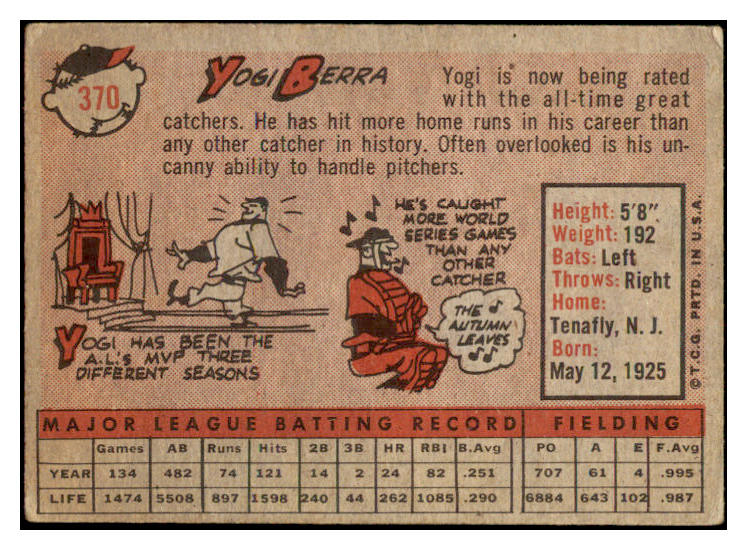 370
YOGI BERRA
Yogi is now being rated
with the all-time great
catchers. He has hit more home runs in his career than
any other catcher in history. Often overlooked is his un-
canny ability to handle pitchers.
YOGI HAS BEEN THE
A.L.'s MVP THREE
DIFFERENT SEASONS
HE'S CAUGHT
MORE WORLD
SERIES GAMES
THAN ANY
OTHER
CATCHER
THE
AUTUMN
LEAVES
Height: 5'8"
Weight: 192
Bats: Left
Throws: Right
Home:
Tenafly, N. J.
Born:
May 12, 1925
© T.C.G. PRTD. IN U.S.A.
MAJOR LEAGUE BATTING RECORD FIELDING
Games AB Runs Hits 2B 3B HR RBI B.Avg PO A E F.Avg
YEAR 134 482 74 121 14 2 24 82 .251 707 61 4 .995
LIFE 1474 5508 897 1598 240 44 262 1085 .290 6884 643 102 .987